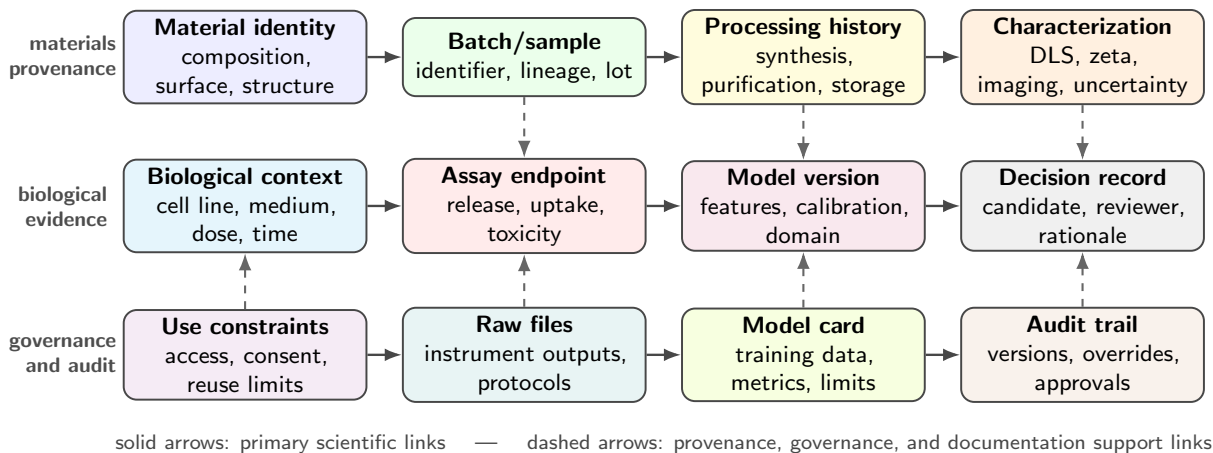 materials
provenance
Material identity
composition,
surface, structure
Batch/sample
identifier, lineage, lot
Processing history
synthesis,
purification, storage
Characterization
DLS, zeta,
imaging, uncertainty
biological
evidence
Biological context
cell line, medium,
dose, time
Assay endpoint
release, uptake,
toxicity
Model version
features, calibration,
domain
Decision record
candidate, reviewer,
rationale
governance
and audit
Use constraints
access, consent,
reuse limits
Raw files
instrument outputs,
protocols
Model card
training data,
metrics, limits
Audit trail
versions, overrides,
approvals
solid arrows: primary scientific links — dashed arrows: provenance, governance, and documentation support links